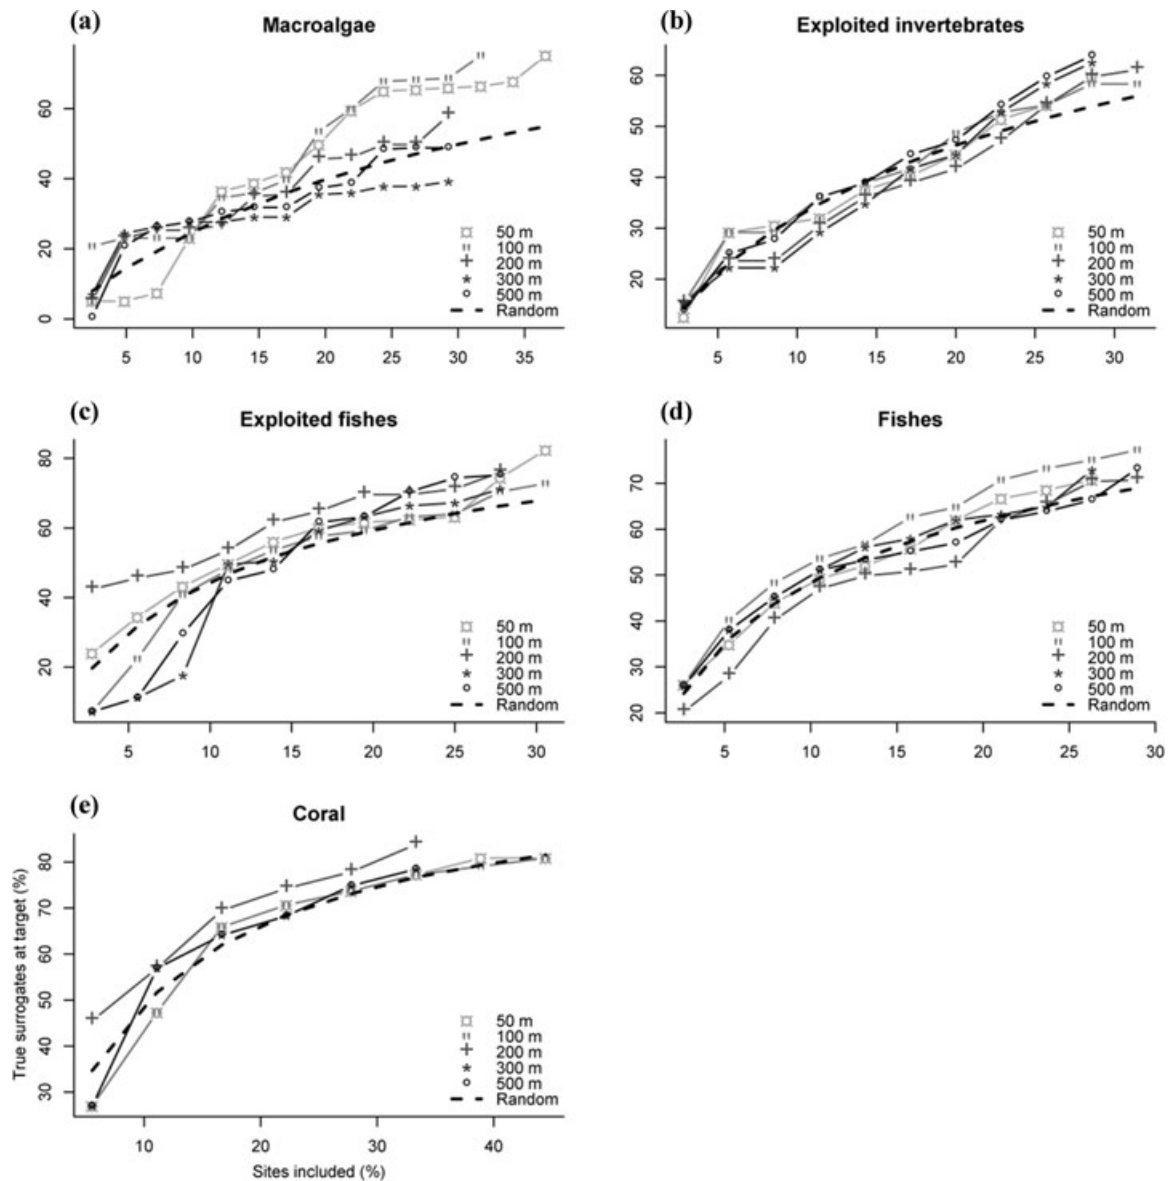 (a)
Macroalgae
60
40
20
0
5 10 15 20 25 30 35
50 m
100 m
200 m
300 m
500 m
Random
(b)
Exploited invertebrates
60
50
40
30
20
5 10 15 20 25 30
50 m
100 m
200 m
300 m
500 m
Random
(c)
Exploited fishes
80
60
40
20
5 10 15 20 25 30
50 m
100 m
200 m
300 m
500 m
Random
(d)
Fishes
70
60
50
40
30
20
5 10 15 20 25 30
50 m
100 m
200 m
300 m
500 m
Random
(e)
Coral
True surrogates at target (%)
80
70
60
50
40
30
10 20 30 40
Sites included (%)
50 m
100 m
200 m
300 m
500 m
Random